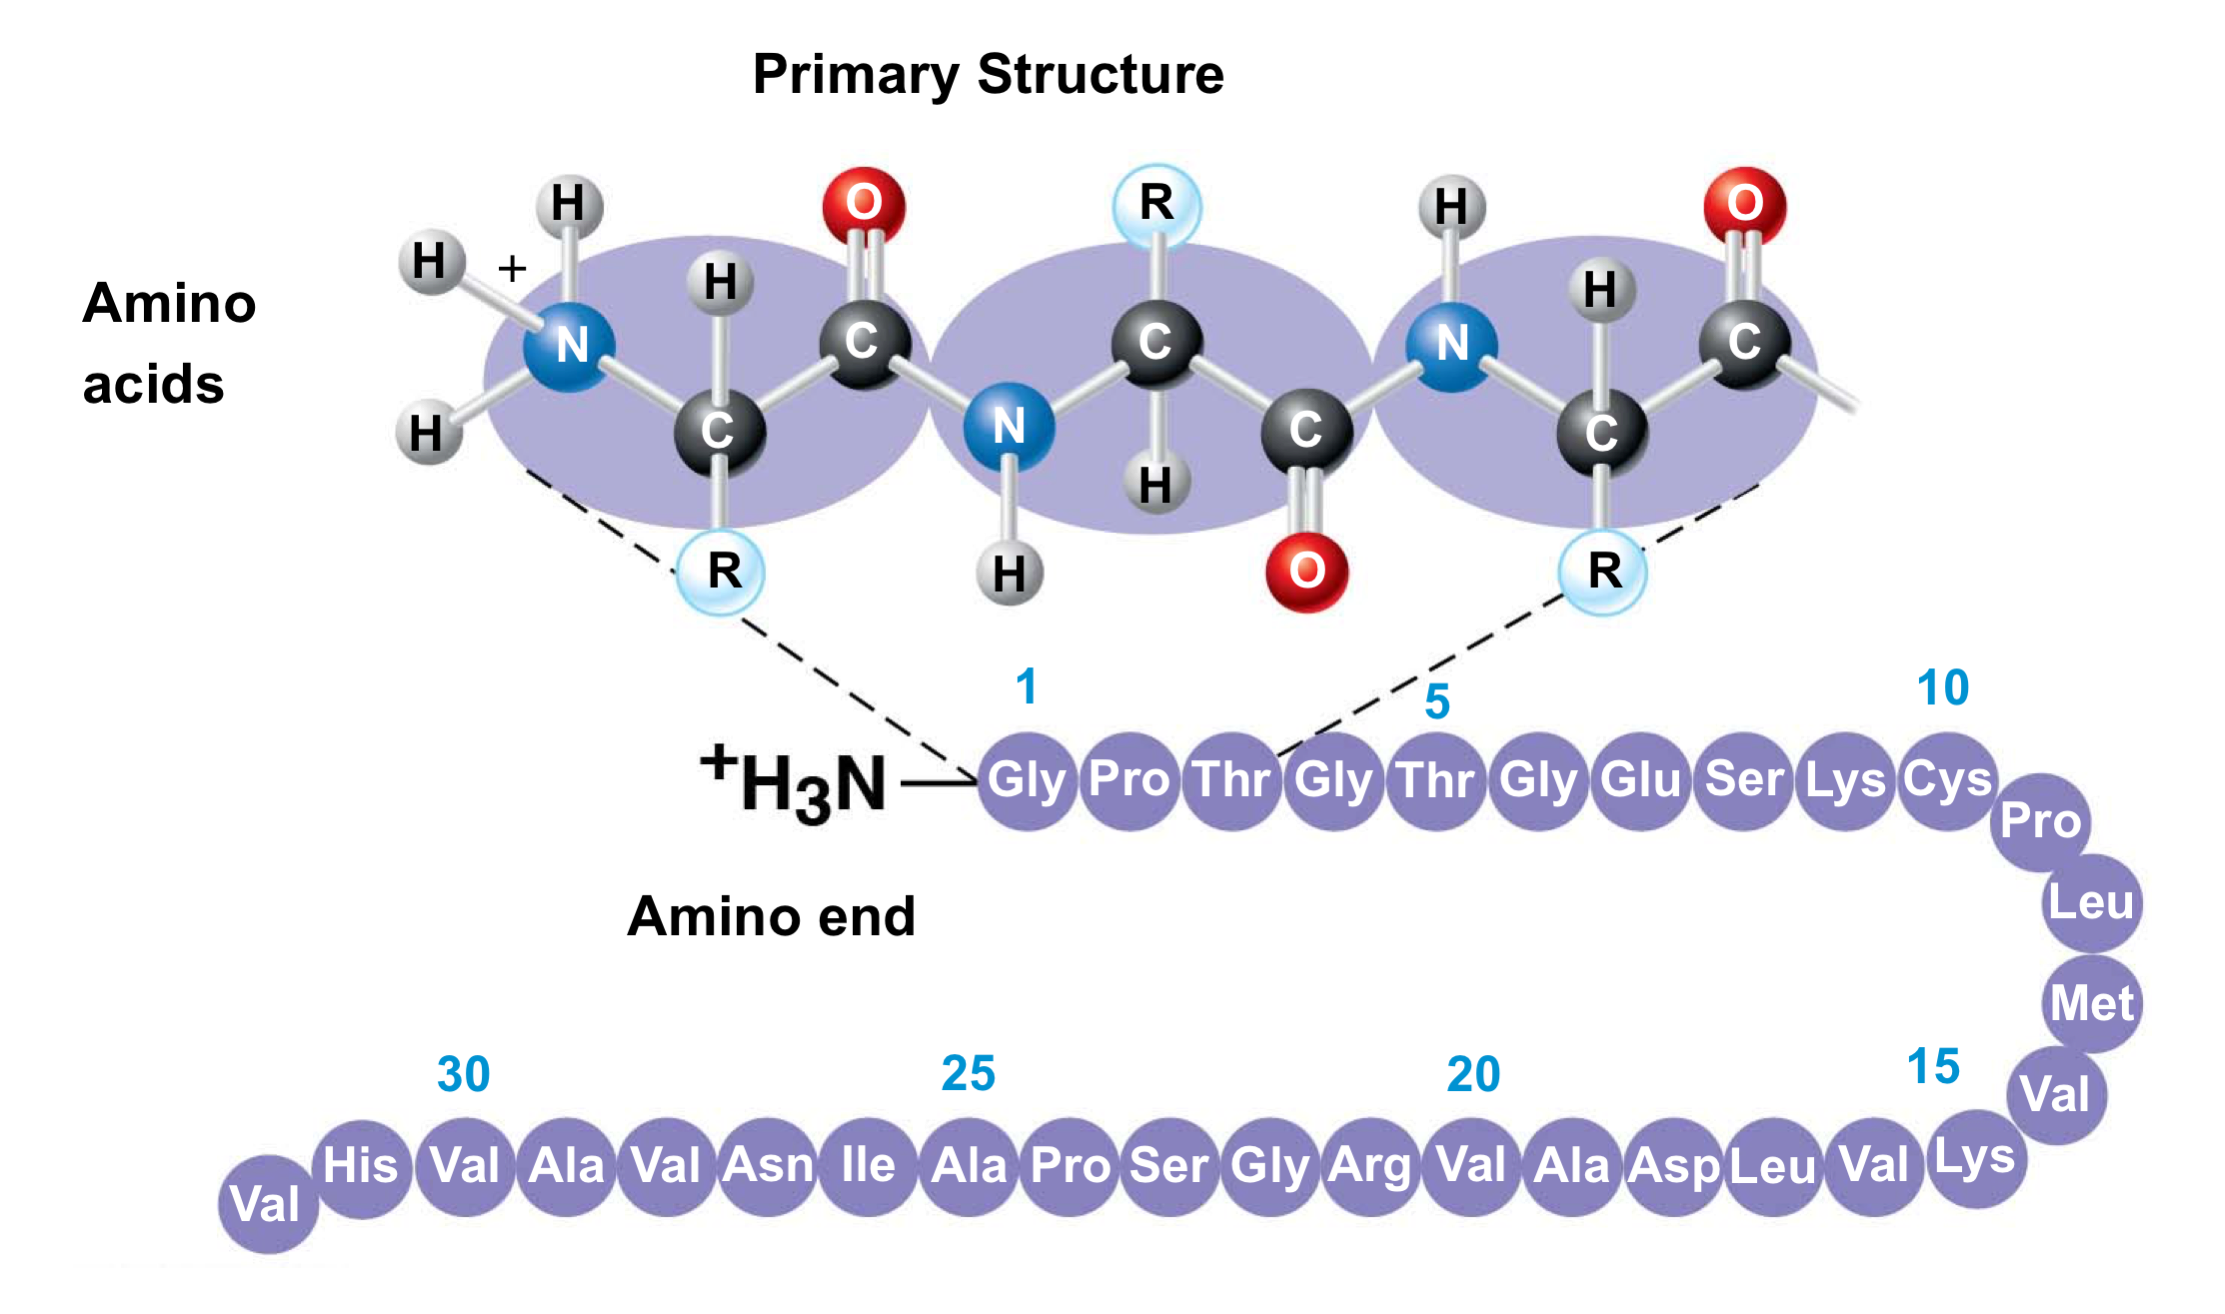 Primary Structure
H O R H O
H + H H
Amino
acids
N C C N C
N C C C
H H
H
R H O R
1 5 10
+H3N Gly Pro Thr Gly Thr Gly Glu Ser Lys Cys
Pro
Leu
Amino end
Met
Val
30 25 20 15
Val His Val Ala Val Asn Ile Ala Pro Ser Gly Arg Val Ala Asp Leu Val Lys